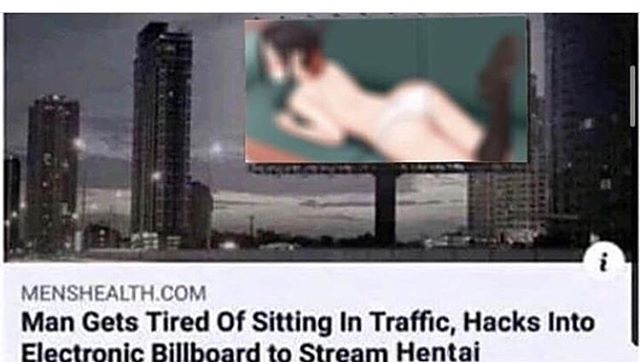 MENSHEALTH.COM
Man Gets Tired Of Sitting In Traffic, Hacks Into
Electronic Billboard to Stream Hentai